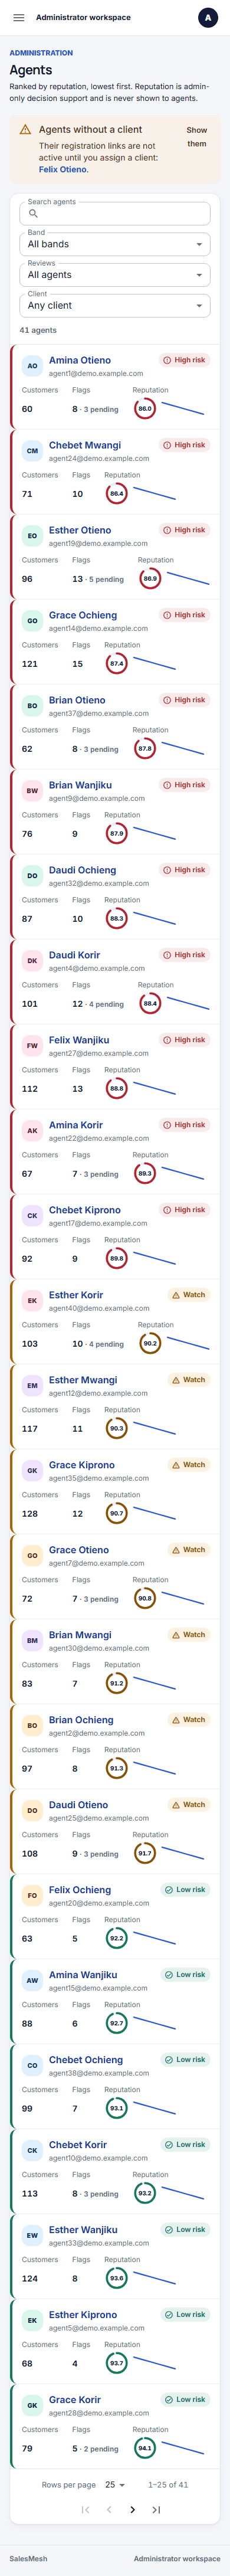 Administrator workspace
A
ADMINISTRATION
Agents
Ranked by reputation, lowest first. Reputation is admin-
only decision support and is never shown to agents.
Agents without a client
Their registration links are not
active until you assign a client:
Felix Otieno.
Show
them
Search agents
Band
All bands
Reviews
All agents
Client
Any client
41 agents
AO
Amina Otieno
High risk
agent1@demo.example.com
Customers Flags Reputation
60 8 · 3 pending 86.0
CM
Chebet Mwangi
High risk
agent24@demo.example.com
Customers Flags Reputation
71 10 86.4
EO
Esther Otieno
High risk
agent19@demo.example.com
Customers Flags Reputation
96 13 · 5 pending 86.9
GO
Grace Ochieng
High risk
agent14@demo.example.com
Customers Flags Reputation
121 15 87.4
BO
Brian Otieno
High risk
agent37@demo.example.com
Customers Flags Reputation
62 8 · 3 pending 87.8
BW
Brian Wanjiku
High risk
agent9@demo.example.com
Customers Flags Reputation
76 9 87.9
DO
Daudi Ochieng
High risk
agent32@demo.example.com
Customers Flags Reputation
87 10 88.3
DK
Daudi Korir
High risk
agent4@demo.example.com
Customers Flags Reputation
101 12 · 4 pending 88.4
FW
Felix Wanjiku
High risk
agent27@demo.example.com
Customers Flags Reputation
112 13 88.8
AK
Amina Korir
High risk
agent22@demo.example.com
Customers Flags Reputation
67 7 · 3 pending 89.3
CK
Chebet Kiprono
High risk
agent17@demo.example.com
Customers Flags Reputation
92 9 89.8
EK
Esther Korir
Watch
agent40@demo.example.com
Customers Flags Reputation
103 10 · 4 pending 90.2
EM
Esther Mwangi
Watch
agent12@demo.example.com
Customers Flags Reputation
117 11 90.3
GK
Grace Kiprono
Watch
agent35@demo.example.com
Customers Flags Reputation
128 12 90.7
GO
Grace Otieno
Watch
agent7@demo.example.com
Customers Flags Reputation
72 7 · 3 pending 90.8
BM
Brian Mwangi
Watch
agent30@demo.example.com
Customers Flags Reputation
83 7 91.2
BO
Brian Ochieng
Watch
agent2@demo.example.com
Customers Flags Reputation
97 8 91.3
DO
Daudi Otieno
Watch
agent25@demo.example.com
Customers Flags Reputation
108 9 · 3 pending 91.7
FO
Felix Ochieng
Low risk
agent20@demo.example.com
Customers Flags Reputation
63 5 92.2
AW
Amina Wanjiku
Low risk
agent15@demo.example.com
Customers Flags Reputation
88 6 92.7
CO
Chebet Ochieng
Low risk
agent38@demo.example.com
Customers Flags Reputation
99 7 93.1
CK
Chebet Korir
Low risk
agent10@demo.example.com
Customers Flags Reputation
113 8 · 3 pending 93.2
EW
Esther Wanjiku
Low risk
agent33@demo.example.com
Customers Flags Reputation
124 8 93.6
EK
Esther Kiprono
Low risk
agent5@demo.example.com
Customers Flags Reputation
68 4 93.7
GK
Grace Korir
Low risk
agent28@demo.example.com
Customers Flags Reputation
79 5 · 2 pending 94.1
Rows per page 25 1–25 of 41
SalesMesh Administrator workspace